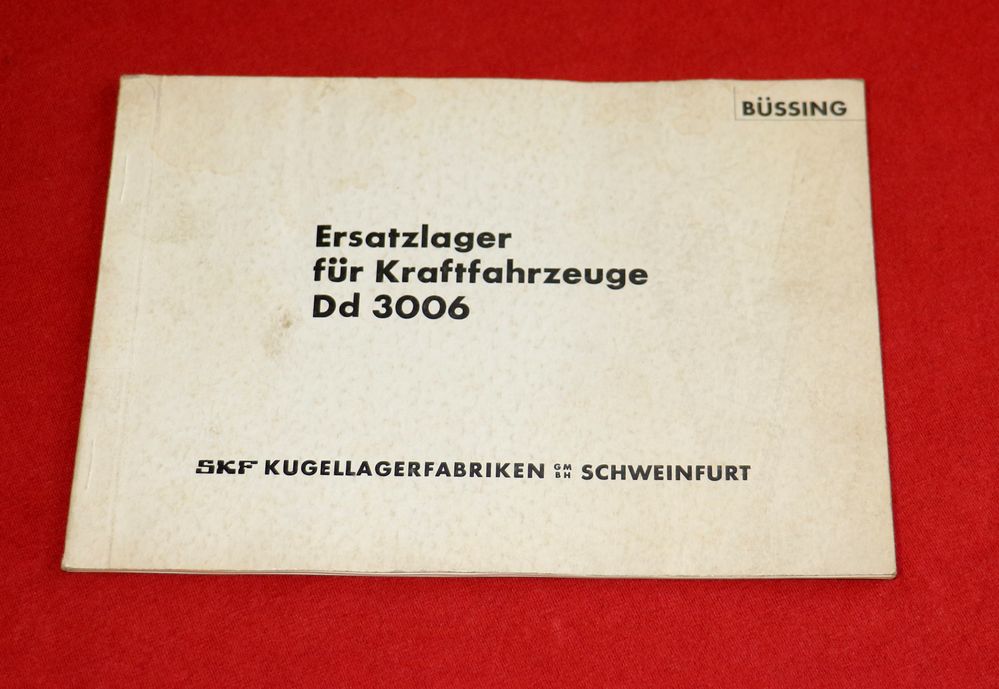 BÜSSING
Ersatzlager
für Kraftfahrzeuge
Dd 3006
SKF KUGELLAGERFABRIKEN GMBH SCHWEINFURT